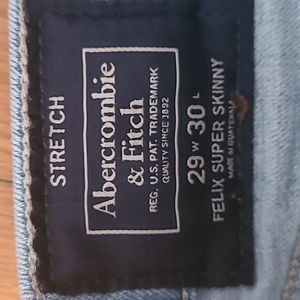 STRETCH
Abercrombie
& Fitch
REG. U.S. PAT. TRADEMARK
QUALITY SINCE 1892
29 W 30 L
FELIX SUPER SKINNY
MADE IN GUATEMALA